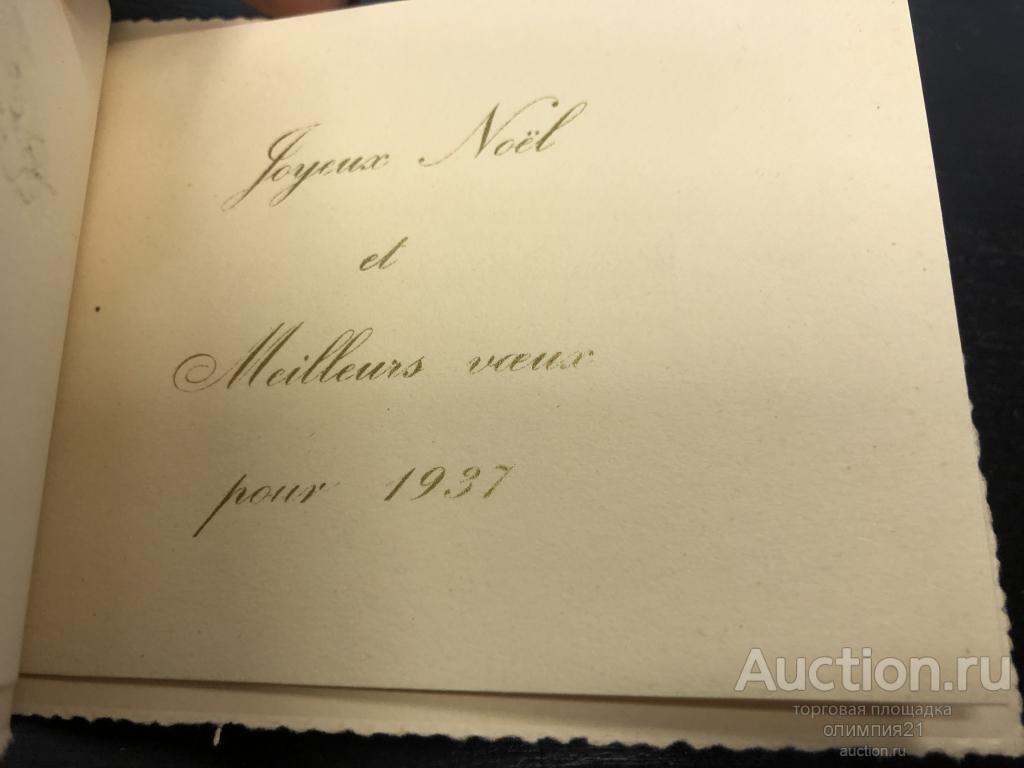 Joyeux Noël
et
Meilleurs vœux
pour 1937
Auction.ru
торговая площадка
олимпия21
auction.ru